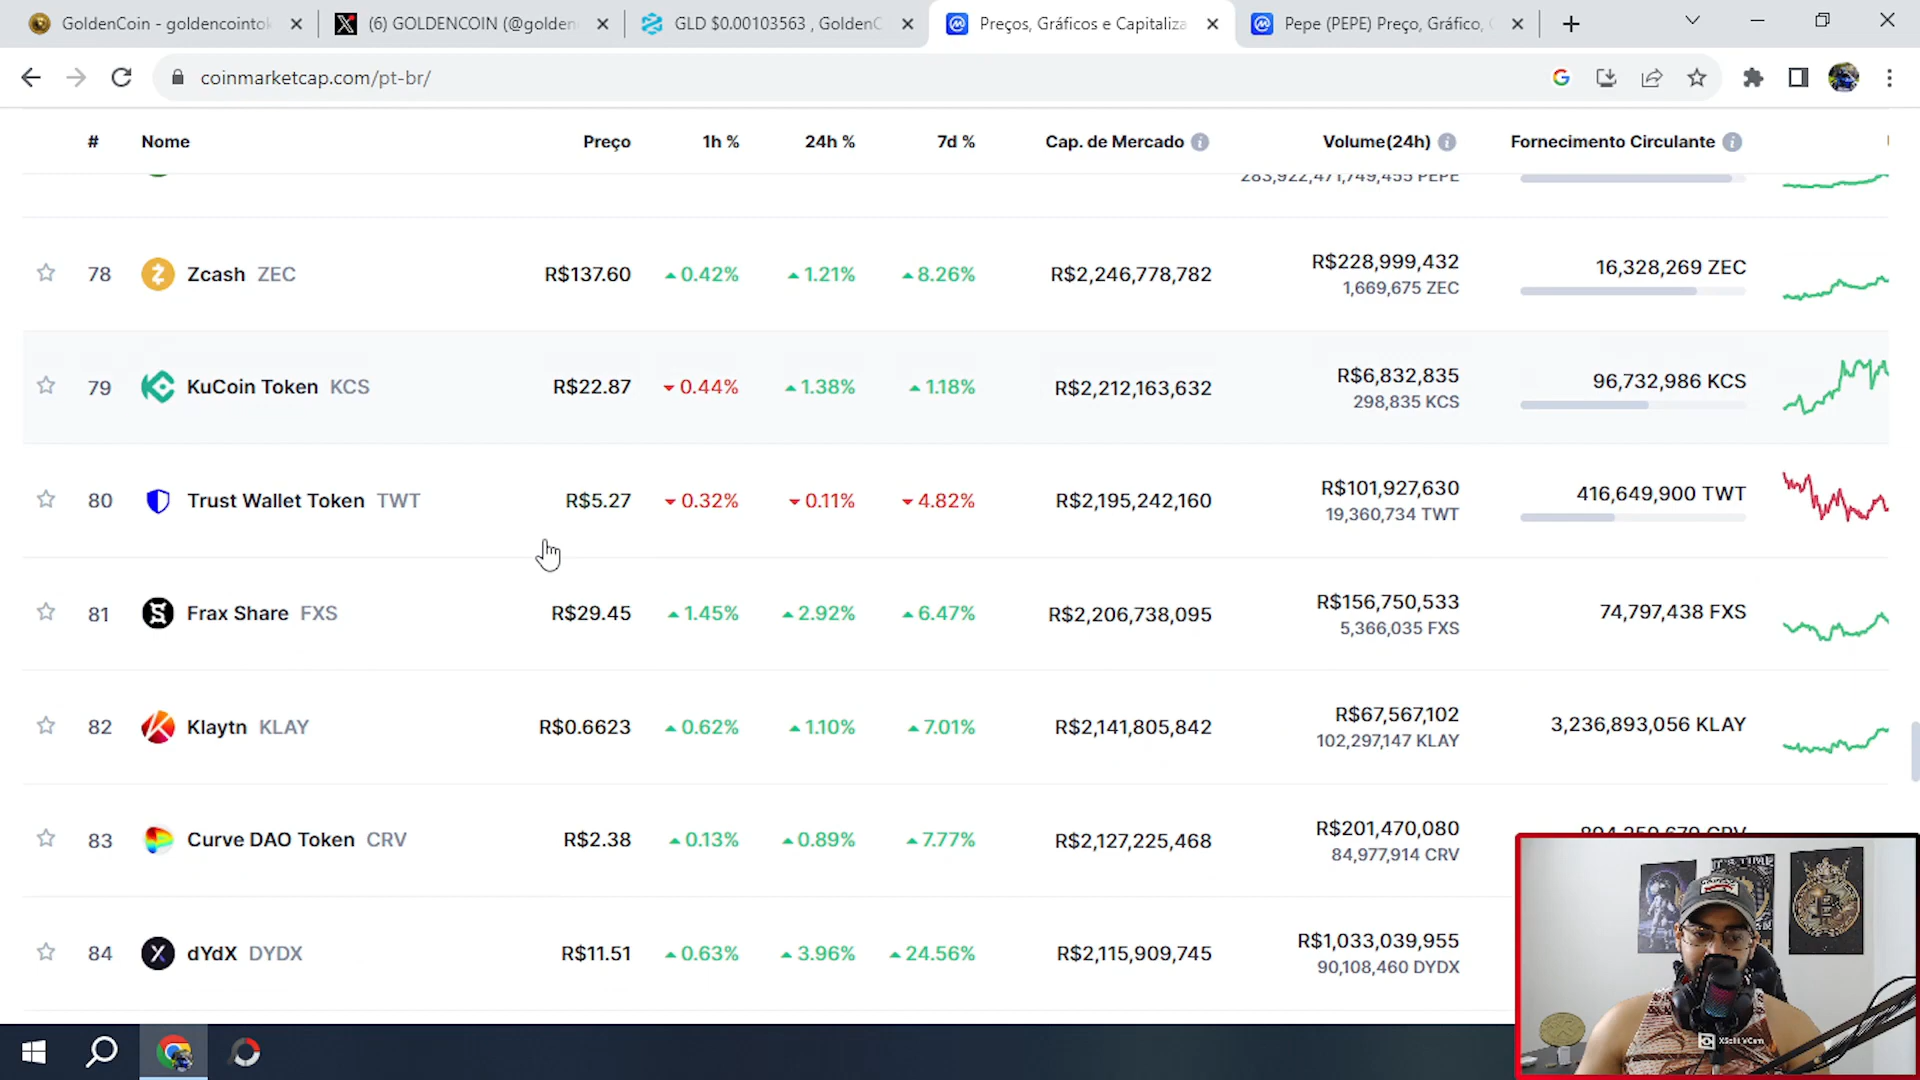 GoldenCoin - goldencointok
(6) GOLDENCOIN (@golden
GLD $0.00103563 , GoldenC
Preços, Gráficos e Capitaliza
Pepe (PEPE) Preço, Gráfico,
coinmarketcap.com/pt-br/
# Nome Preço 1h % 24h % 7d % Cap. de Mercado Volume(24h) Fornecimento Circulante
283,922,471,749,455 PEPE
78 Zcash ZEC R$137.60 0.42% 1.21% 8.26% R$2,246,778,782 R$228,999,432 16,328,269 ZEC
1,669,675 ZEC
79 KuCoin Token KCS R$22.87 0.44% 1.38% 1.18% R$2,212,163,632 R$6,832,835 96,732,986 KCS
298,835 KCS
80 Trust Wallet Token TWT R$5.27 0.32% 0.11% 4.82% R$2,195,242,160 R$101,927,630 416,649,900 TWT
19,360,734 TWT
81 Frax Share FXS R$29.45 1.45% 2.92% 6.47% R$2,206,738,095 R$156,750,533 74,797,438 FXS
5,366,035 FXS
82 Klaytn KLAY R$0.6623 0.62% 1.10% 7.01% R$2,141,805,842 R$67,567,102 3,236,893,056 KLAY
102,297,147 KLAY
83 Curve DAO Token CRV R$2.38 0.13% 0.89% 7.77% R$2,127,225,468 R$201,470,080
84,977,914 CRV
84 dYdX DYDX R$11.51 0.63% 3.96% 24.56% R$2,115,909,745 R$1,033,039,955
90,108,460 DYDX
XSplit VCam